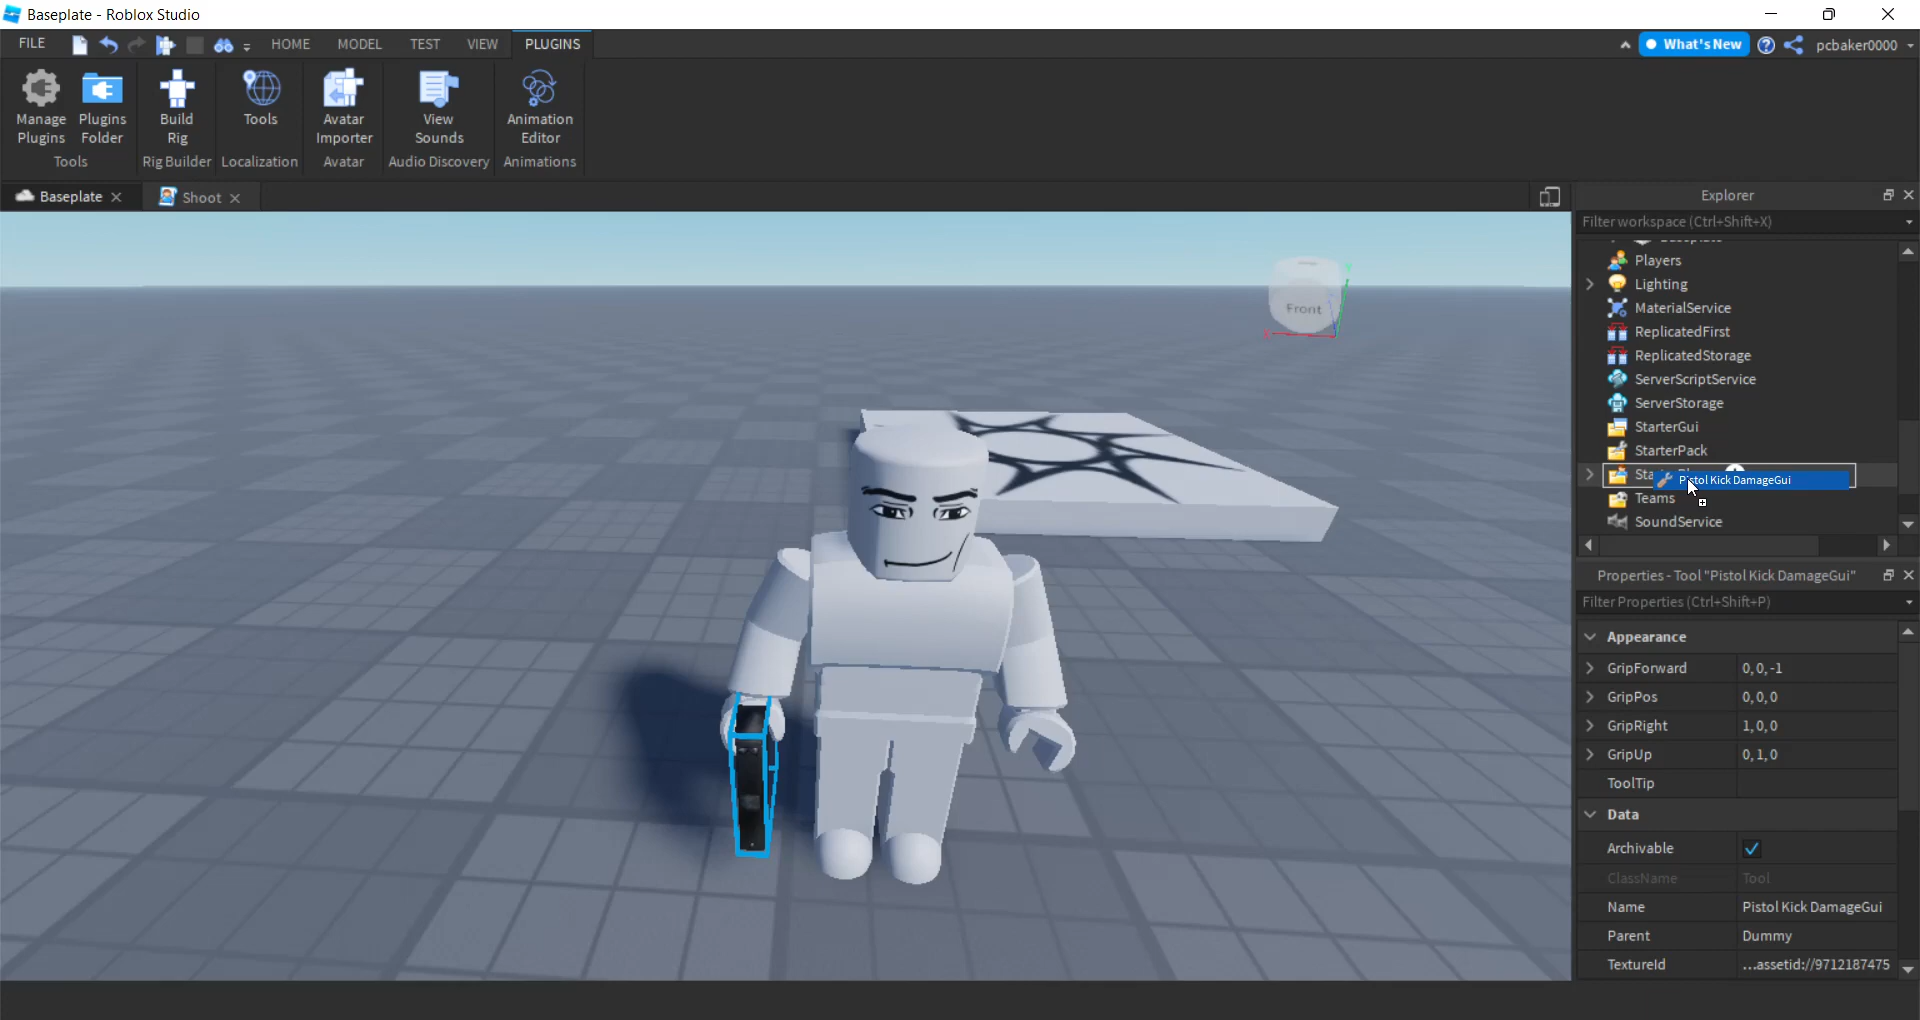 Baseplate - Roblox Studio
FILE
HOME
MODEL
TEST
VIEW
PLUGINS
What's New
pcbaker0000
Manage Plugins
Plugins Folder
Build Rig
Tools
Avatar Importer
View Sounds
Animation Editor
Tools
Rig Builder
Localization
Avatar
Audio Discovery
Animations
Baseplate
Shoot
Front
Explorer
Filter workspace (Ctrl+Shift+X)
Players
Lighting
MaterialService
ReplicatedFirst
ReplicatedStorage
ServerScriptService
ServerStorage
StarterGui
StarterPack
Pistol Kick DamageGui
Teams
SoundService
Properties - Tool "Pistol Kick DamageGui"
Filter Properties (Ctrl+Shift+P)
Appearance
GripForward 0, 0, -1
GripPos 0, 0, 0
GripRight 1, 0, 0
GripUp 0, 1, 0
ToolTip
Data
Archivable
ClassName Tool
Name Pistol Kick DamageGui
Parent Dummy
TextureId ...assetid://9712187475